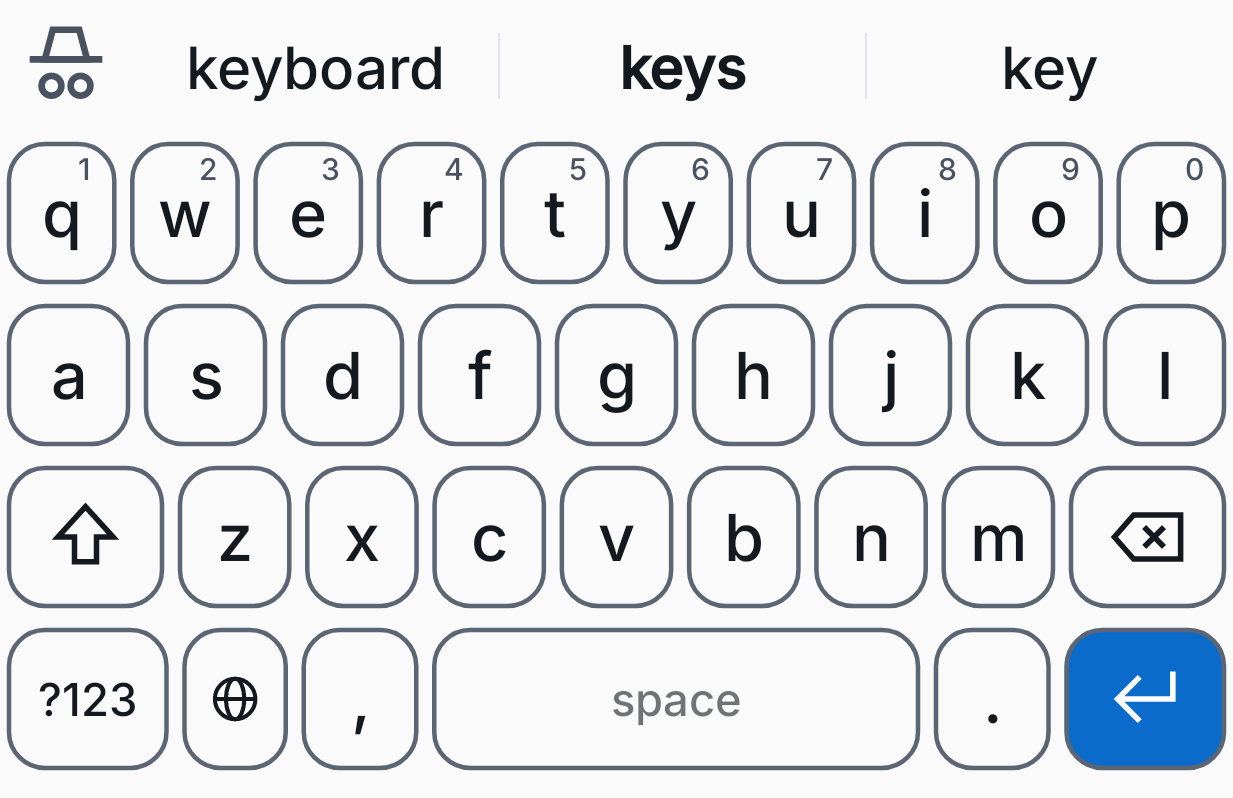 keyboard keys key
1 2 3 4 5 6 7 8 9 0
q w e r t y u i o p
a s d f g h j k l
z x c v b n m
?123 , space .